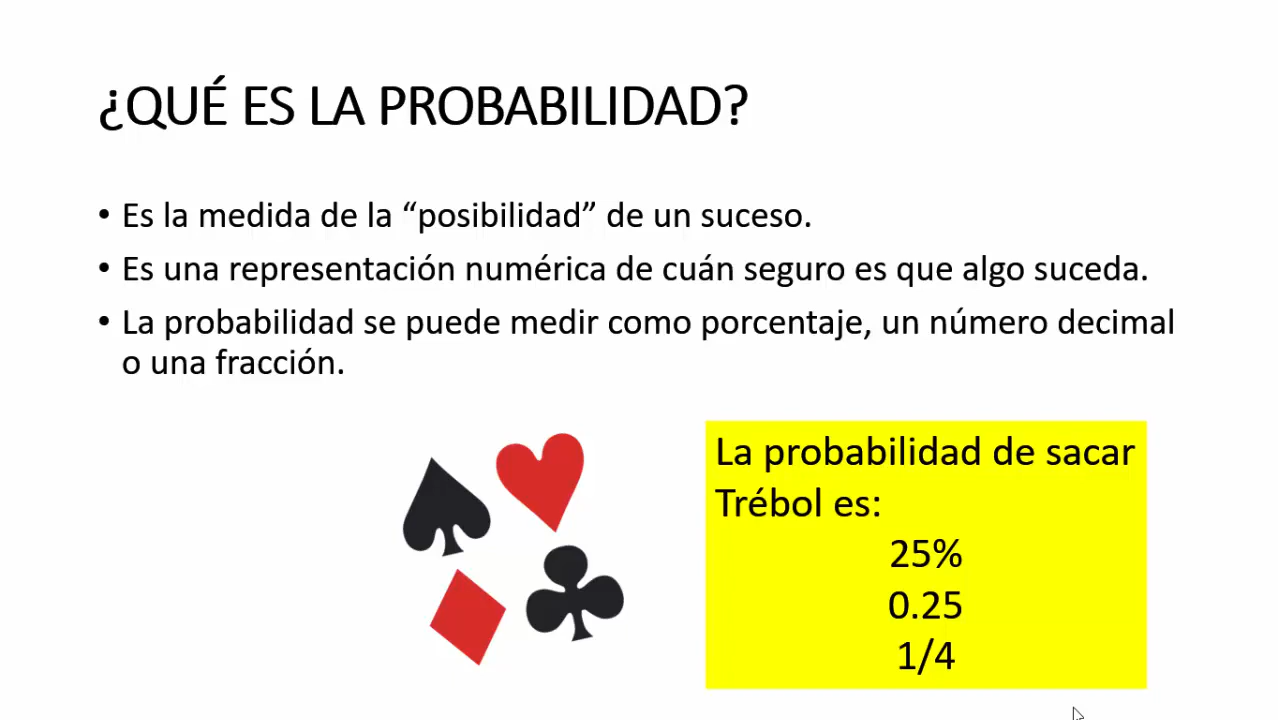 ¿QUÉ ES LA PROBABILIDAD?
• Es la medida de la “posibilidad” de un suceso.
• Es una representación numérica de cuán seguro es que algo suceda.
• La probabilidad se puede medir como porcentaje, un número decimal
o una fracción.
La probabilidad de sacar
Trébol es:
25%
0.25
1/4